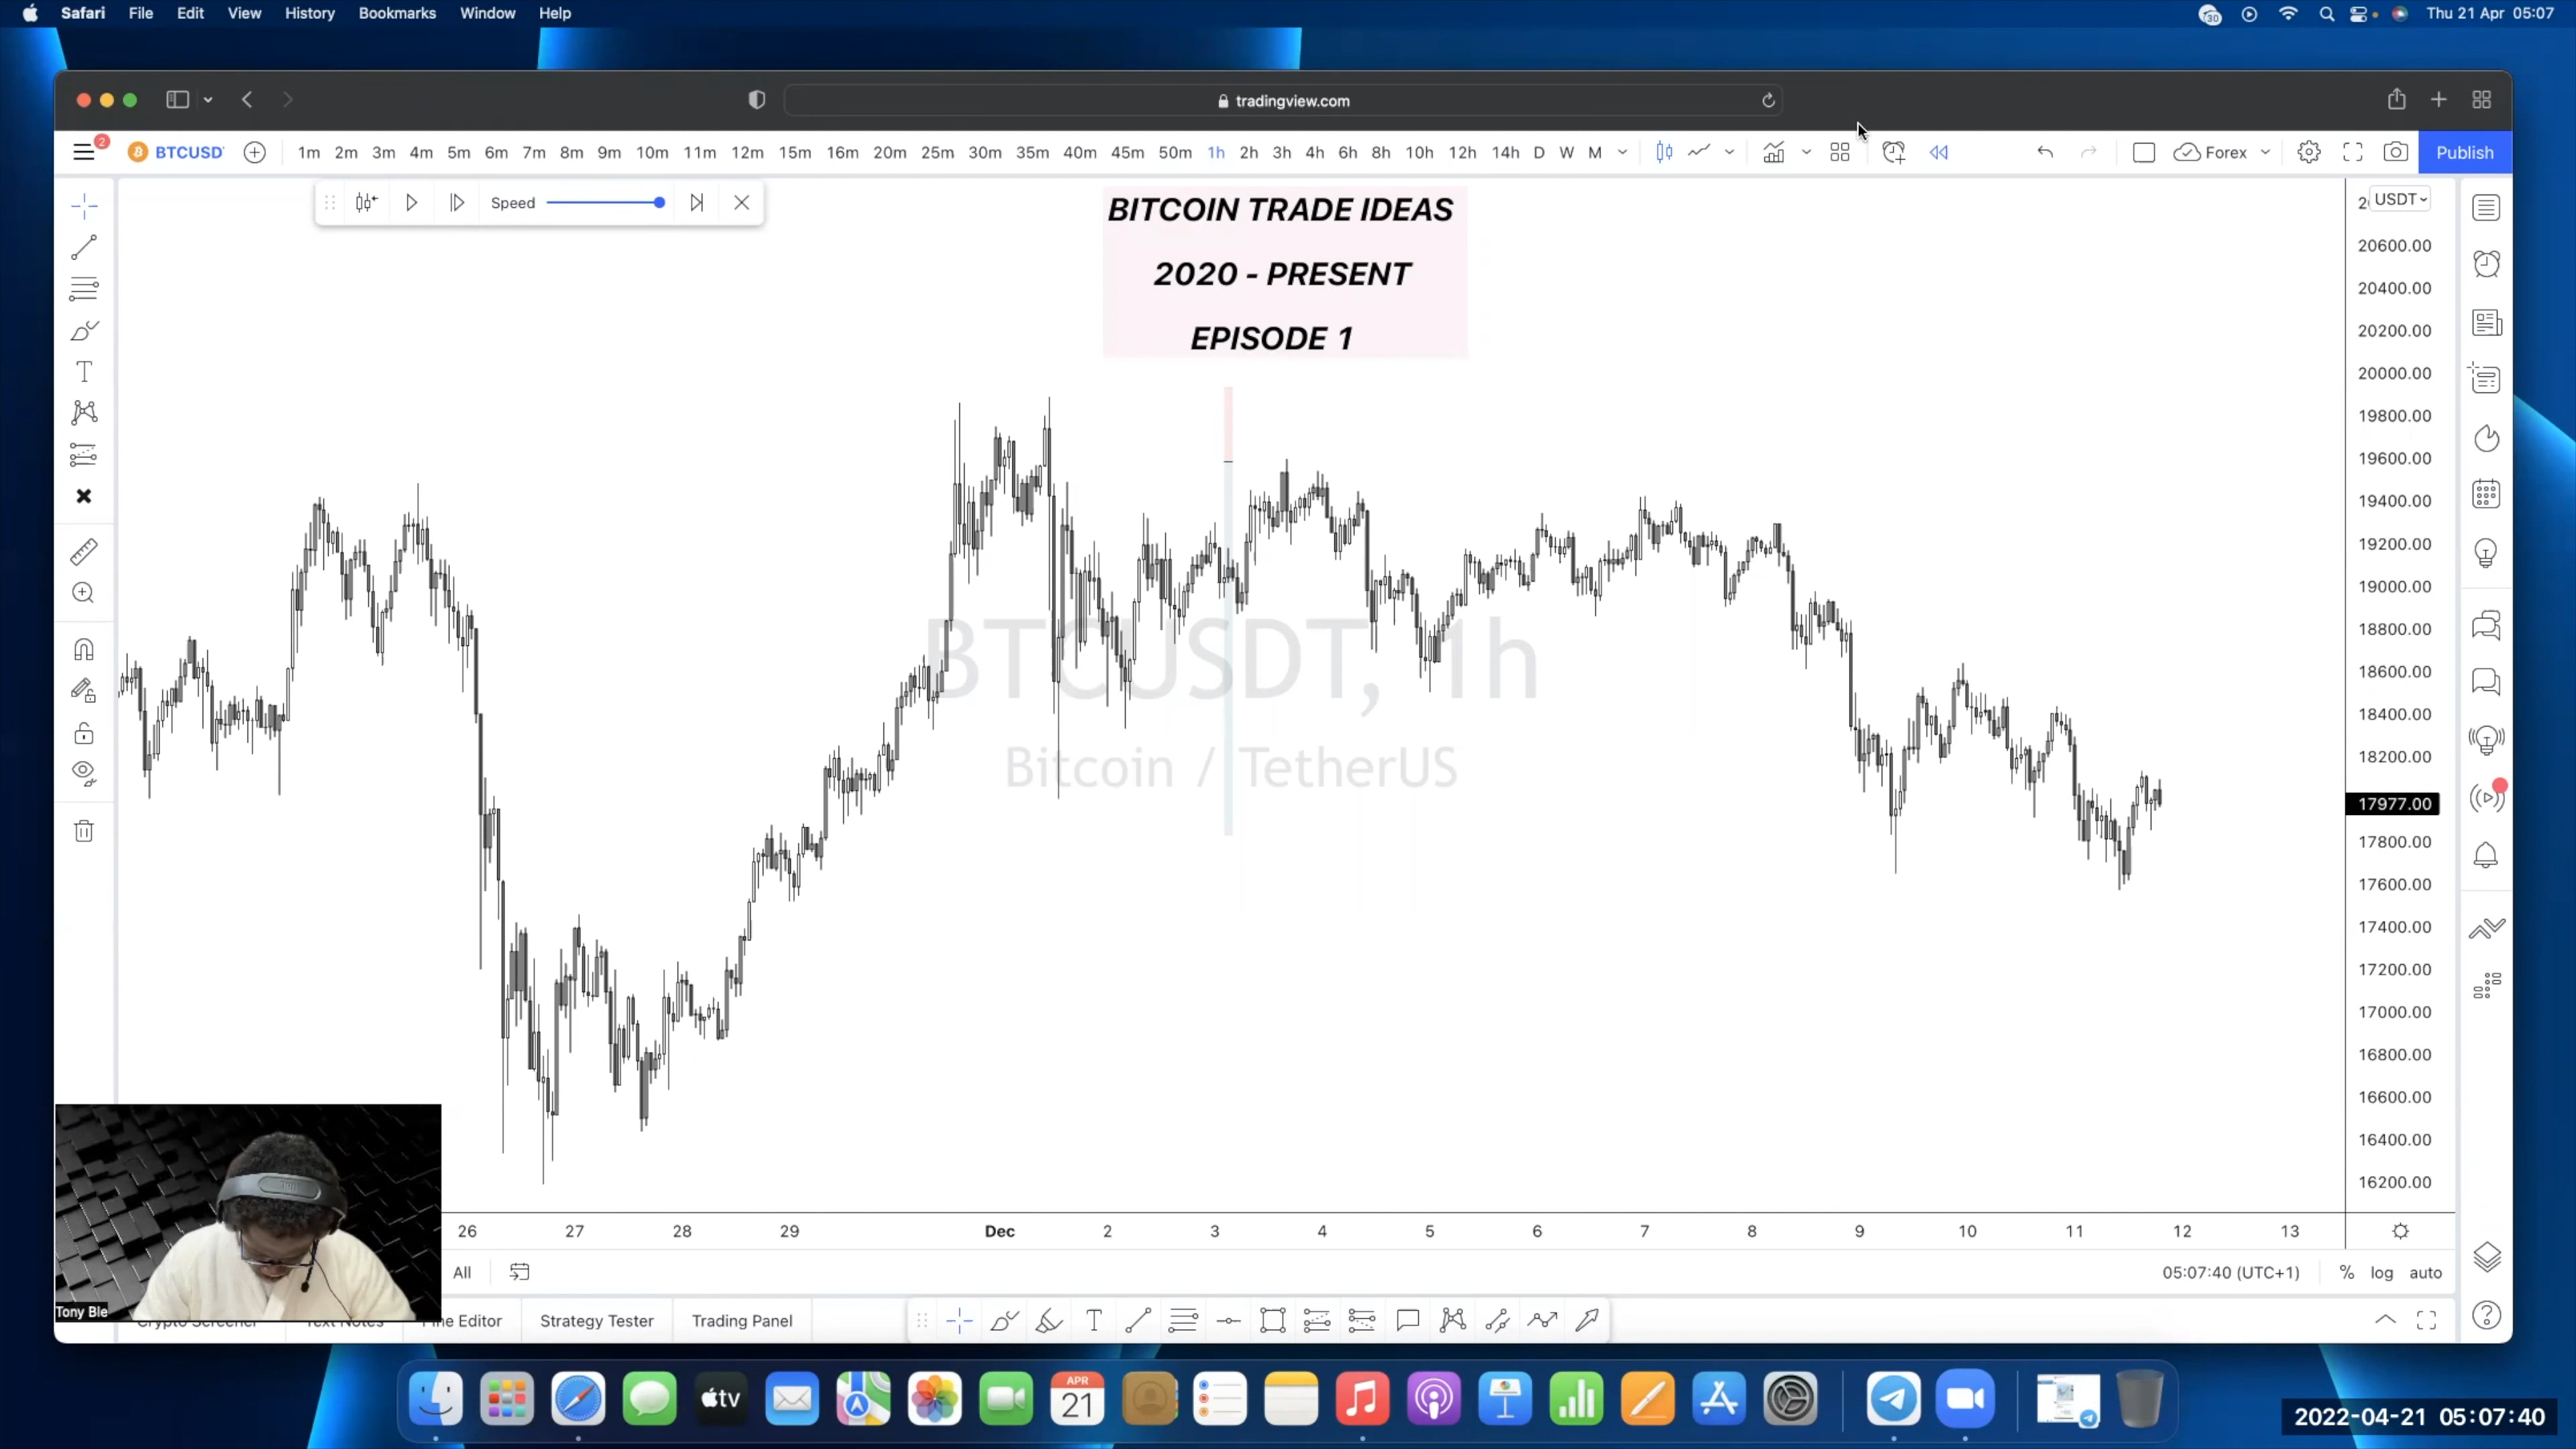 Safari File Edit View History Bookmarks Window Help 30 Thu 21 Apr 05:07
tradingview.com
2 BTCUSD 1m 2m 3m 4m 5m 6m 7m 8m 9m 10m 11m 12m 15m 16m 20m 25m 30m 35m 40m 45m 50m 1h 2h 3h 4h 6h 8h 10h 12h 14h D W M Forex Publish
Speed
BITCOIN TRADE IDEAS
2020 - PRESENT
EPISODE 1
USDT
20600.00
20400.00
20200.00
20000.00
19800.00
19600.00
19400.00
19200.00
19000.00
18800.00
18600.00
18400.00
18200.00
17977.00
17800.00
17600.00
17400.00
17200.00
17000.00
16800.00
16600.00
16400.00
16200.00
BTCUSDT, 1h
Bitcoin / TetherUS
26 27 28 29 Dec 2 3 4 5 6 7 8 9 10 11 12 13
All 05:07:40 (UTC+1) % log auto
Tony Ble
Editor Strategy Tester Trading Panel
tv APR 21
2022-04-21 05:07:40